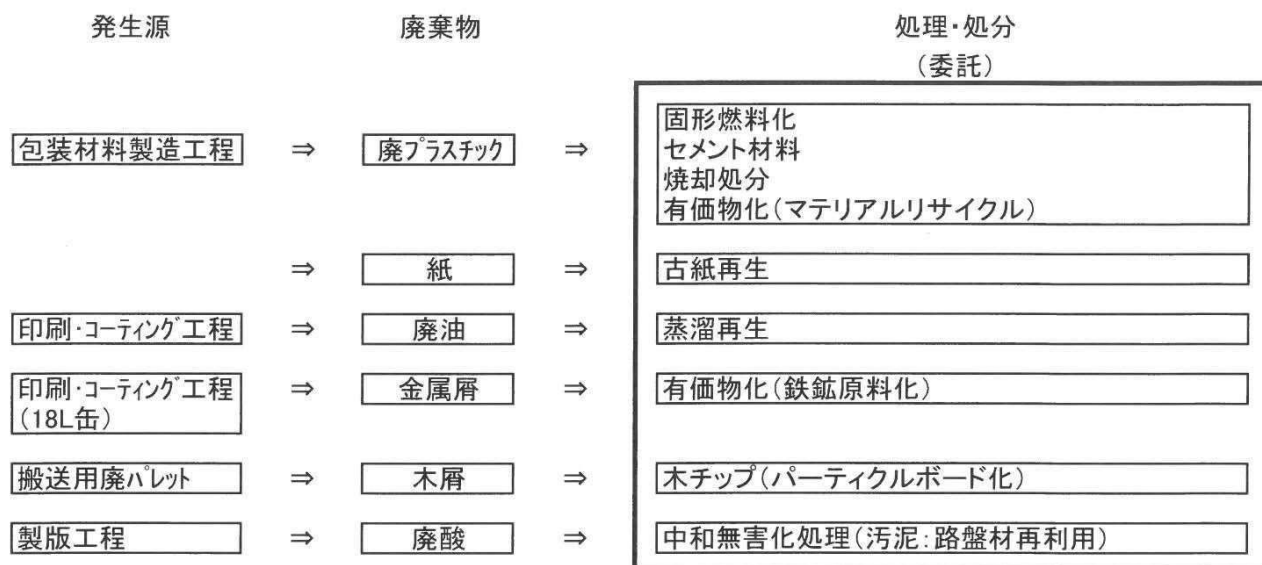 発生源 廃棄物 処理・処分
(委託)
包装材料製造工程 ⇒ 廃プラスチック ⇒ 固形燃料化
セメント材料
焼却処分
有価物化(マテリアルリサイクル)
⇒ 紙 ⇒ 古紙再生
印刷・コーティング工程 ⇒ 廃油 ⇒ 蒸溜再生
印刷・コーティング工程 ⇒ 金属屑 ⇒ 有価物化(鉄鉱原料化)
(18L缶)
搬送用廃パレット ⇒ 木屑 ⇒ 木チップ(パーティクルボード化)
製版工程 ⇒ 廃酸 ⇒ 中和無害化処理(汚泥:路盤材再利用)